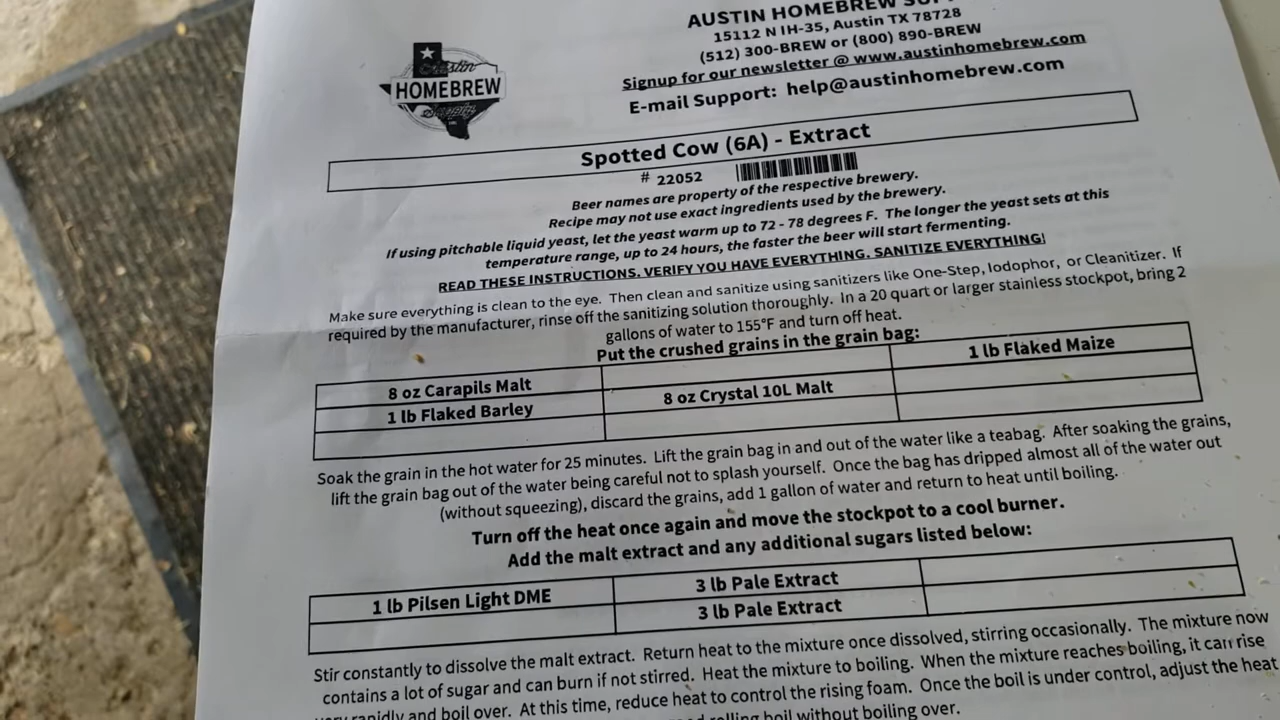 AUSTIN HOMEBREW
15112 N IH-35, Austin TX 78728
(512) 300-BREW or (800) 890-BREW
Signup for our newsletter @ www.austinhomebrew.com
E-mail Support: help@austinhomebrew.com
Austin
HOMEBREW
Supply
Spotted Cow (6A) - Extract
# 22052
Beer names are property of the respective brewery.
Recipe may not use exact ingredients used by the brewery.
If using pitchable liquid yeast, let the yeast warm up to 72 - 78 degrees F. The longer the yeast sets at this
temperature range, up to 24 hours, the faster the beer will start fermenting.
READ THESE INSTRUCTIONS. VERIFY YOU HAVE EVERYTHING. SANITIZE EVERYTHING!
Make sure everything is clean to the eye. Then clean and sanitize using sanitizers like One-Step, Iodophor, or Cleanitizer. If
required by the manufacturer, rinse off the sanitizing solution thoroughly. In a 20 quart or larger stainless stockpot, bring 2
gallons of water to 155°F and turn off heat.
Put the crushed grains in the grain bag:
8 oz Carapils Malt
1 lb Flaked Maize
1 lb Flaked Barley
8 oz Crystal 10L Malt
Soak the grain in the hot water for 25 minutes. Lift the grain bag in and out of the water like a teabag. After soaking the grains,
lift the grain bag out of the water being careful not to splash yourself. Once the bag has dripped almost all of the water out
(without squeezing), discard the grains, add 1 gallon of water and return to heat until boiling.
Turn off the heat once again and move the stockpot to a cool burner.
Add the malt extract and any additional sugars listed below:
1 lb Pilsen Light DME
3 lb Pale Extract
3 lb Pale Extract
Stir constantly to dissolve the malt extract. Return heat to the mixture once dissolved, stirring occasionally. The mixture now
contains a lot of sugar and can burn if not stirred. Heat the mixture to boiling. When the mixture reaches boiling, it can rise
very rapidly and boil over. At this time, reduce heat to control the rising foam. Once the boil is under control, adjust the heat
rolling boil without boiling over.